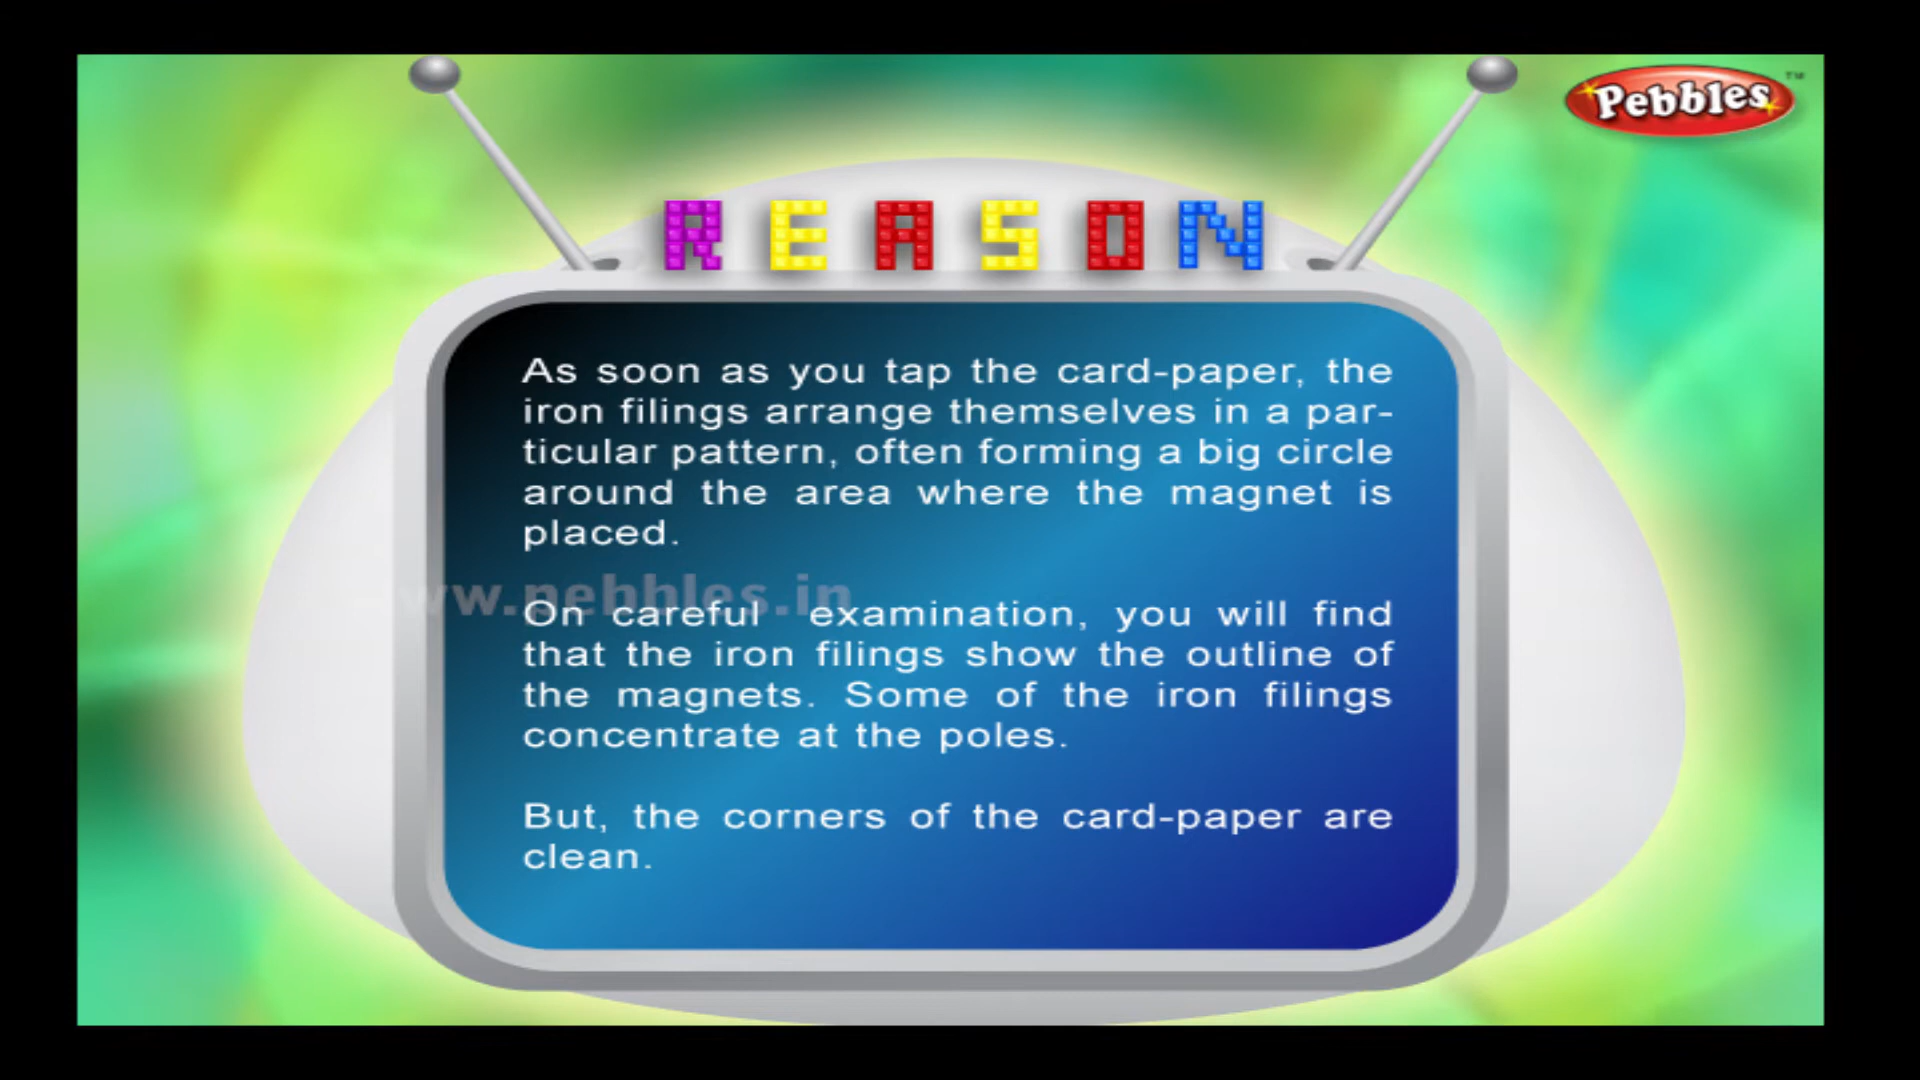 Pebbles™
REASON
As soon as you tap the card-paper, the
iron filings arrange themselves in a par-
ticular pattern, often forming a big circle
around the area where the magnet is
placed.
www.pebbles.in
On careful examination, you will find
that the iron filings show the outline of
the magnets. Some of the iron filings
concentrate at the poles.
But, the corners of the card-paper are
clean.